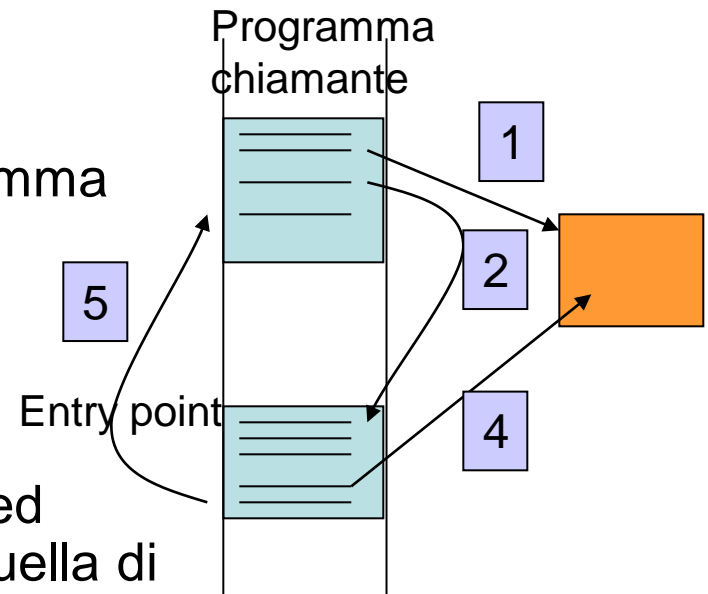 Programma
chiamante
1
mma
2
5
Entry point
4
ed
uella di